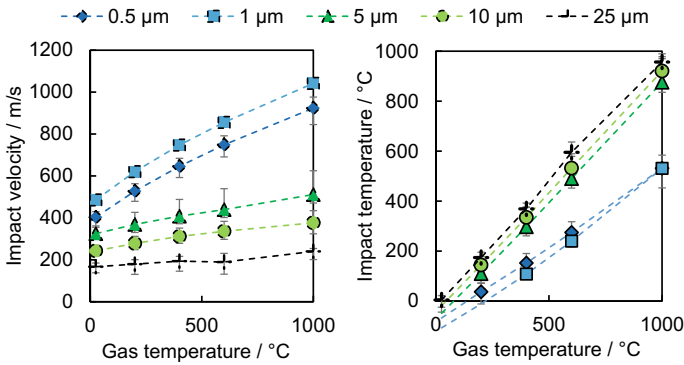 0.5 µm 1 µm 5 µm 10 µm 25 µm
Impact velocity / m/s
1200
1000
800
600
400
200
0
0 500 1000
Gas temperature / °C
Impact temperature / °C
1000
800
600
400
200
0
0 500 1000
Gas temperature / °C